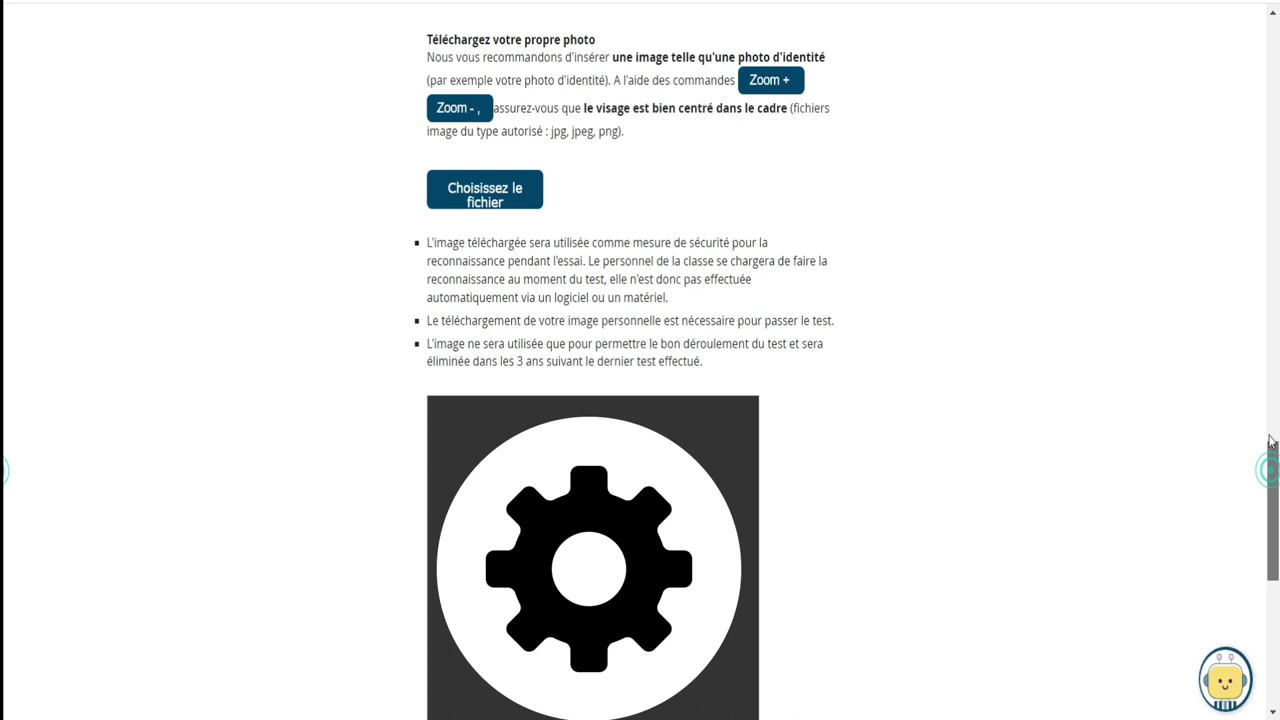 Téléchargez votre propre photo
Nous vous recommandons d'insérer une image telle qu'une photo d'identité
(par exemple votre photo d'identité). A l'aide des commandes Zoom +
Zoom - , assurez-vous que le visage est bien centré dans le cadre (fichiers
image du type autorisé : jpg, jpeg, png).
Choisissez le
fichier
L'image téléchargée sera utilisée comme mesure de sécurité pour la
reconnaissance pendant l'essai. Le personnel de la classe se chargera de faire la
reconnaissance au moment du test, elle n'est donc pas effectuée
automatiquement via un logiciel ou un matériel.
Le téléchargement de votre image personnelle est nécessaire pour passer le test.
L'image ne sera utilisée que pour permettre le bon déroulement du test et sera
éliminée dans les 3 ans suivant le dernier test effectué.